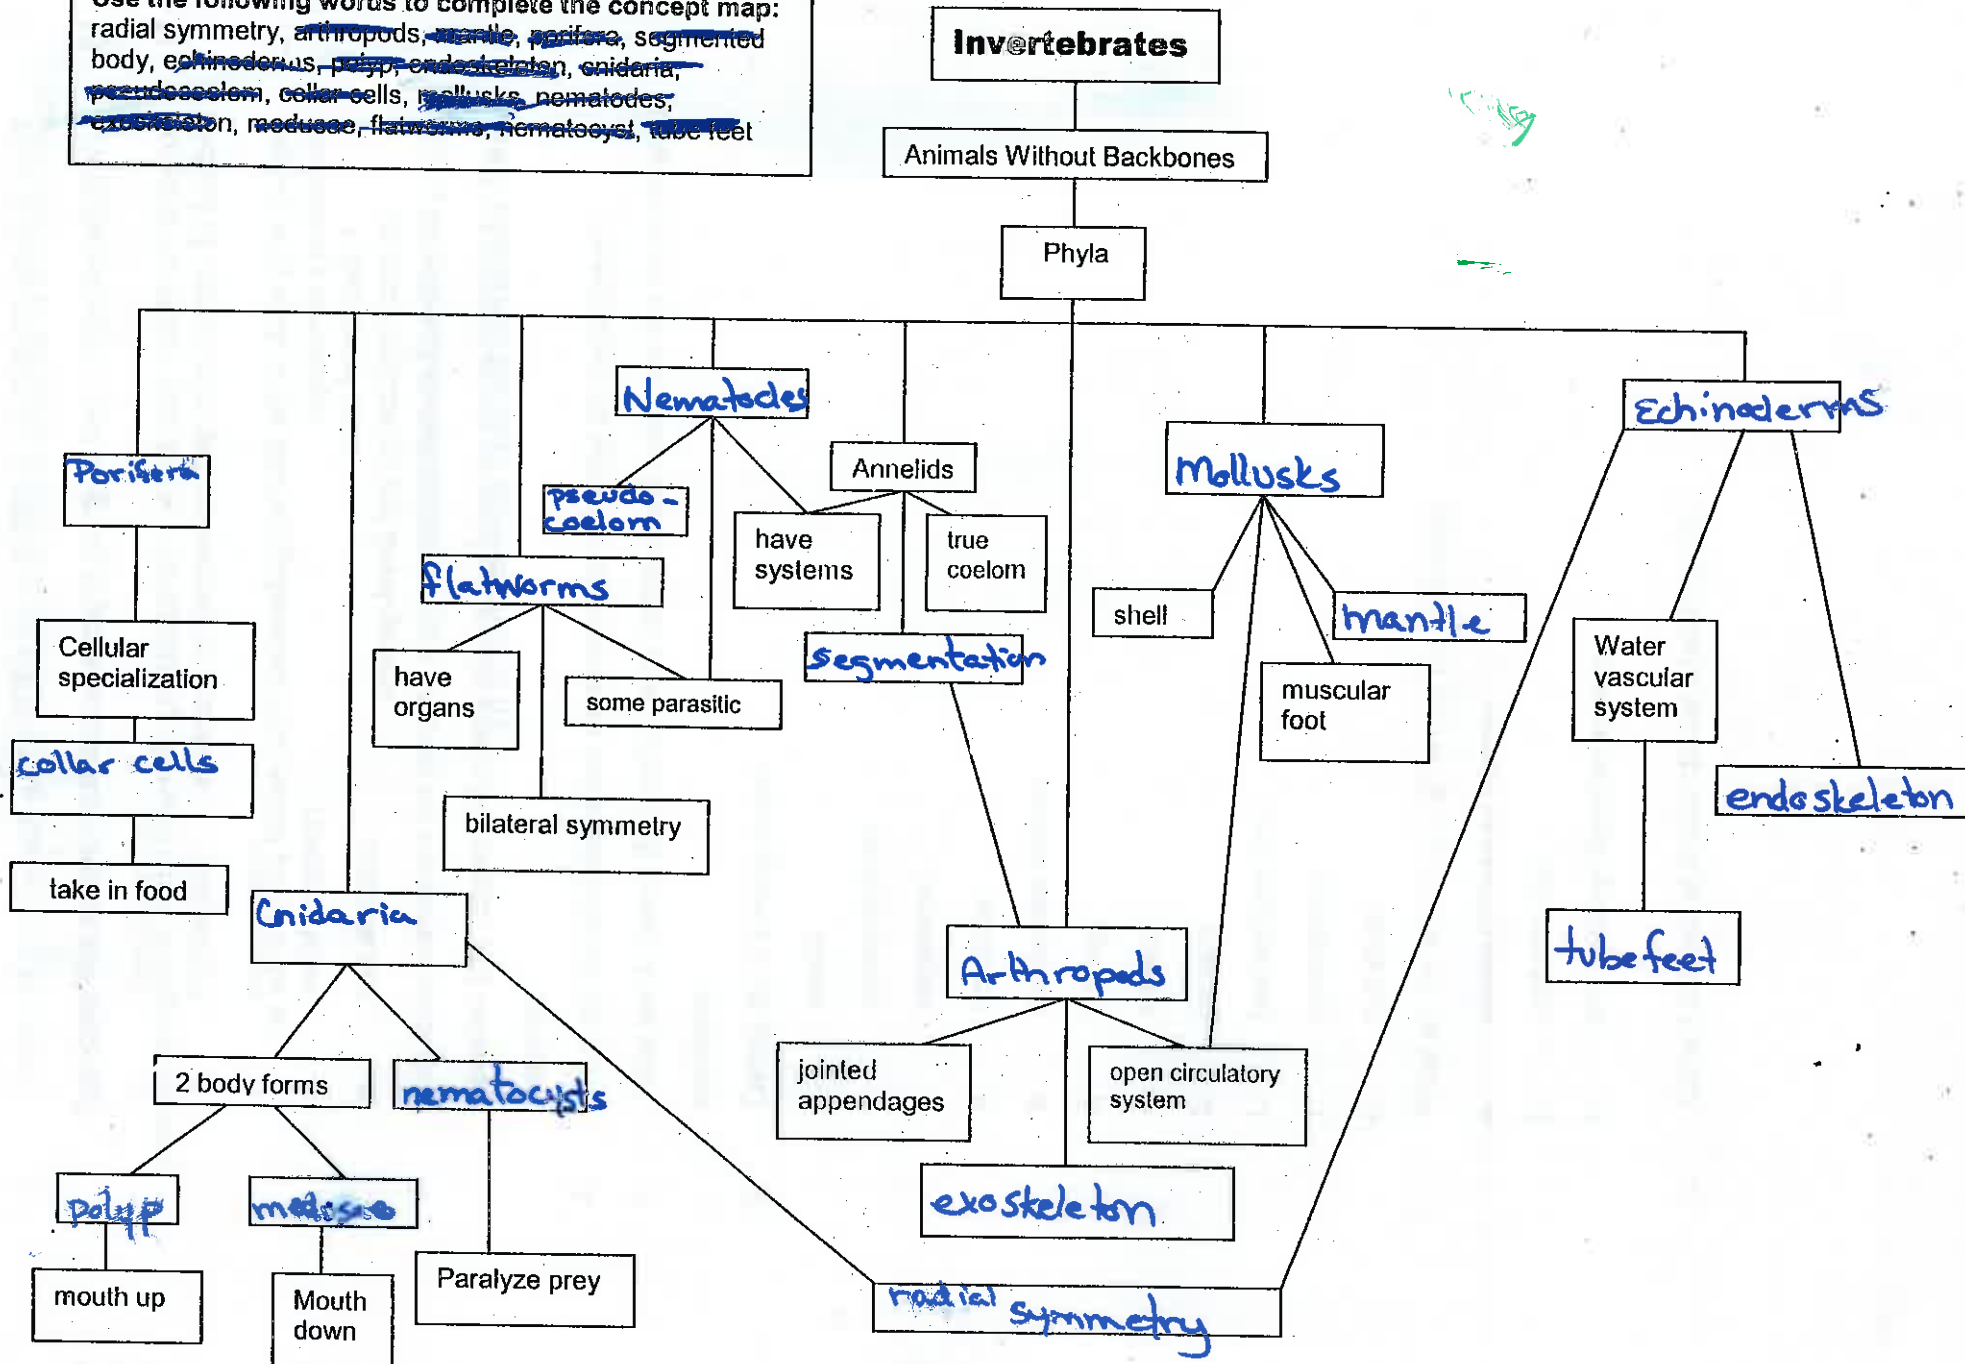 Use the following words to complete the concept map:
radial symmetry, arthropods, mantle, porifera, segmented
body, echinoderms, polyp, endoskeleton, cnidaria,
pseudocoelom, collar cells, mollusks, nematodes,
exoskeleton, medusae, flatworms, nematocyst, tube feet
Invertebrates
Animals Without Backbones
Phyla
Nematodes
Echinoderms
Porifera
Annelids
Mollusks
pseudo-
coelom
have
systems
true
coelom
flatworms
shell
mantle
segmentation
Cellular
specialization
have
organs
some parasitic
muscular
foot
Water
vascular
system
collar cells
endoskeleton
bilateral symmetry
take in food
Cnidaria
Arthropods
tube feet
2 body forms
nematocysts
jointed
appendages
open circulatory
system
polyp
exoskeleton
mouth up
Mouth
down
Paralyze prey
radial symmetry